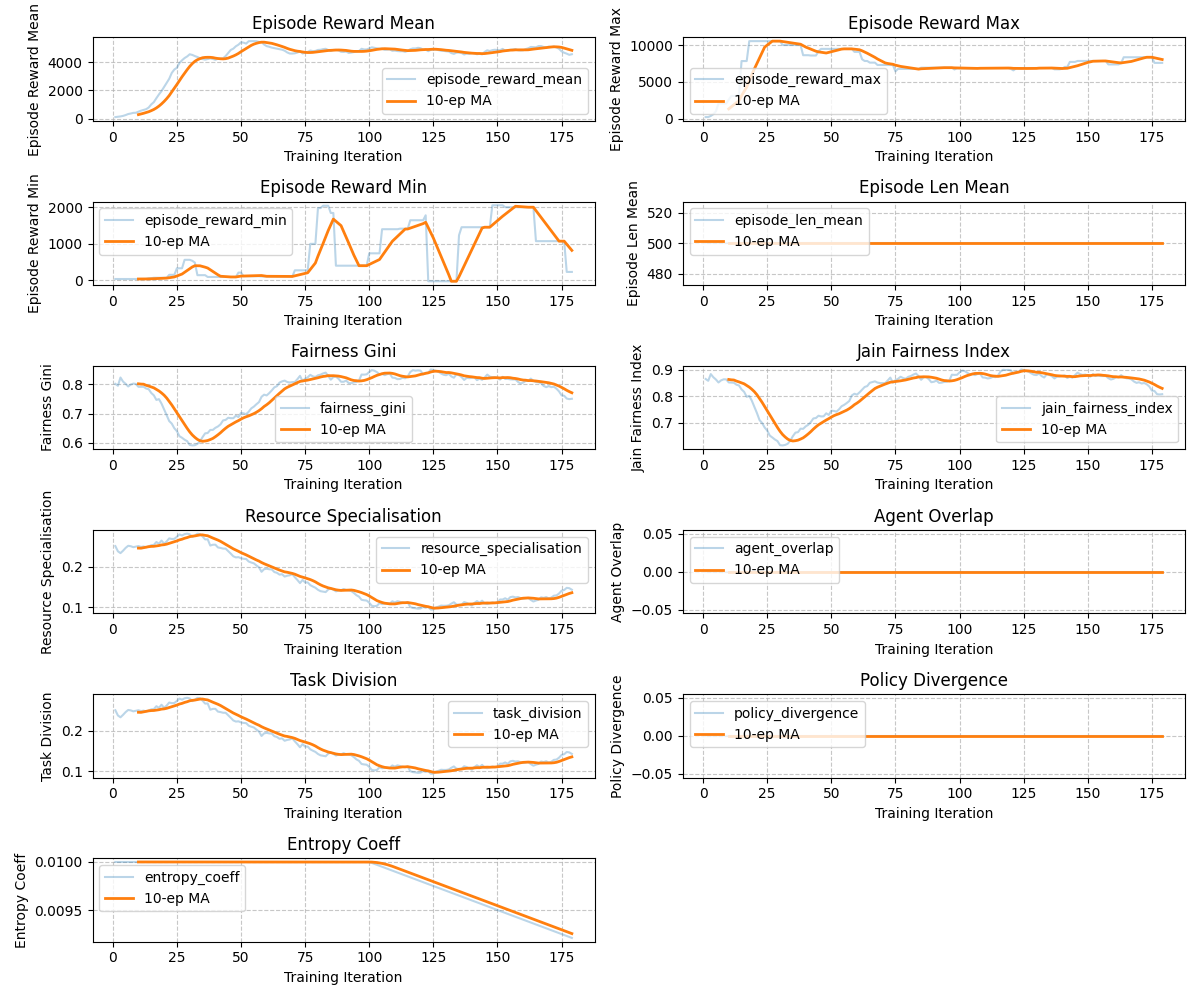 Episode Reward Mean
Episode Reward Mean
4000
2000
0
episode_reward_mean
10-ep MA
0 25 50 75 100 125 150 175
Training Iteration
Episode Reward Max
Episode Reward Max
10000
5000
0
episode_reward_max
10-ep MA
0 25 50 75 100 125 150 175
Training Iteration
Episode Reward Min
Episode Reward Min
2000
1000
0
episode_reward_min
10-ep MA
0 25 50 75 100 125 150 175
Training Iteration
Episode Len Mean
Episode Len Mean
520
500
480
episode_len_mean
10-ep MA
0 25 50 75 100 125 150 175
Training Iteration
Fairness Gini
Fairness Gini
0.8
0.7
0.6
fairness_gini
10-ep MA
0 25 50 75 100 125 150 175
Training Iteration
Jain Fairness Index
Jain Fairness Index
0.9
0.8
0.7
jain_fairness_index
10-ep MA
0 25 50 75 100 125 150 175
Training Iteration
Resource Specialisation
Resource Specialisation
0.2
0.1
resource_specialisation
10-ep MA
0 25 50 75 100 125 150 175
Training Iteration
Agent Overlap
Agent Overlap
0.05
0.00
−0.05
agent_overlap
10-ep MA
0 25 50 75 100 125 150 175
Training Iteration
Task Division
Task Division
0.2
0.1
task_division
10-ep MA
0 25 50 75 100 125 150 175
Training Iteration
Policy Divergence
Policy Divergence
0.05
0.00
−0.05
policy_divergence
10-ep MA
0 25 50 75 100 125 150 175
Training Iteration
Entropy Coeff
Entropy Coeff
0.0100
0.0095
entropy_coeff
10-ep MA
0 25 50 75 100 125 150 175
Training Iteration